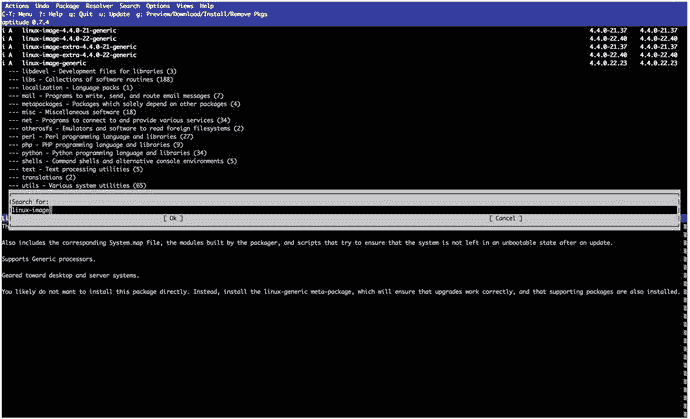 Actions Undo Package Resolver Search Options Views Help
C-T: Menu ?: Help q: Quit u: Update g: Preview/Download/Install/Remove Pkgs
aptitude 0.7.4
i A linux-image-4.4.0-21-generic 4.4.0-21.37 4.4.0-21.37
i A linux-image-4.4.0-22-generic 4.4.0-22.40 4.4.0-22.40
i A linux-image-extra-4.4.0-21-generic 4.4.0-21.37 4.4.0-21.37
i A linux-image-extra-4.4.0-22-generic 4.4.0-22.40 4.4.0-22.40
i A linux-image-generic 4.4.0.22.23 4.4.0.22.23
--- libdevel - Development files for libraries (3)
--- libs - Collections of software routines (188)
--- localization - Language packs (1)
--- mail - Programs to write, send, and route email messages (7)
--- metapackages - Packages which solely depend on other packages (4)
--- misc - Miscellaneous software (18)
--- net - Programs to connect to and provide various services (34)
--- otherosfs - Emulators and software to read foreign filesystems (2)
--- perl - Perl programming language and libraries (27)
--- php - PHP programming language and libraries (9)
--- python - Python programming language and libraries (34)
--- shells - Command shells and alternative console environments (5)
--- text - Text processing utilities (5)
--- translations (2)
--- utils - Various system utilities (65)
Search for:
linux-image
[ Ok ] [ Cancel ]
Also includes the corresponding System.map file, the modules built by the packager, and scripts that try to ensure that the system is not left in an unbootable state after an update.
Supports Generic processors.
Geared toward desktop and server systems.
You likely do not want to install this package directly. Instead, install the linux-generic meta-package, which will ensure that upgrades work correctly, and that supporting packages are also installed.